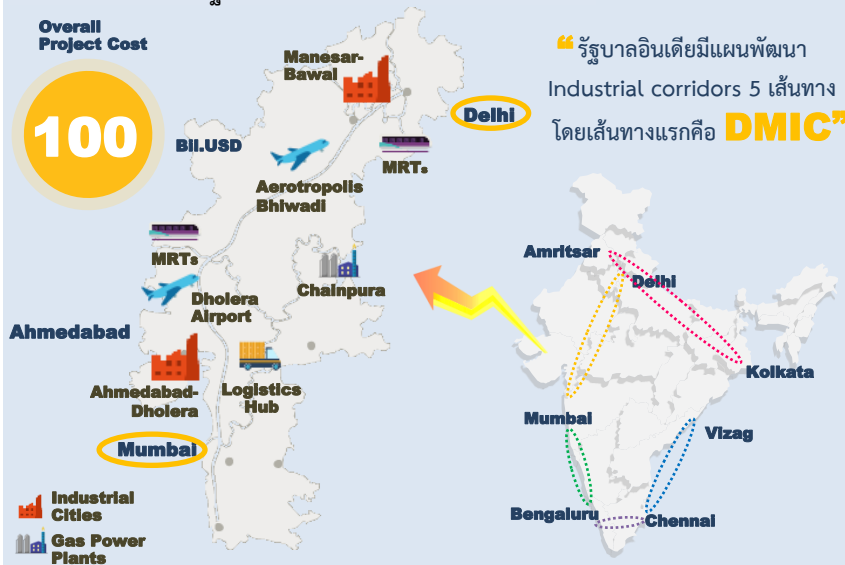 Overall
Project Cost
100
Bil.USD
Manesar-
Bawal
Delhi
MRTs
Aerotropolis
Bhiwadi
MRTs
Dholera
Airport
Chainpura
Ahmedabad
Ahmedabad-
Dholera
Logistics
Hub
Mumbai
Industrial
Cities
Gas Power
Plants
“รัฐบาลอินเดียมีแผนพัฒนา
Industrial corridors 5 เส้นทาง
โดยเส้นทางแรกคือ DMIC”
Amritsar
Delhi
Kolkata
Mumbai
Vizag
Bengaluru
Chennai